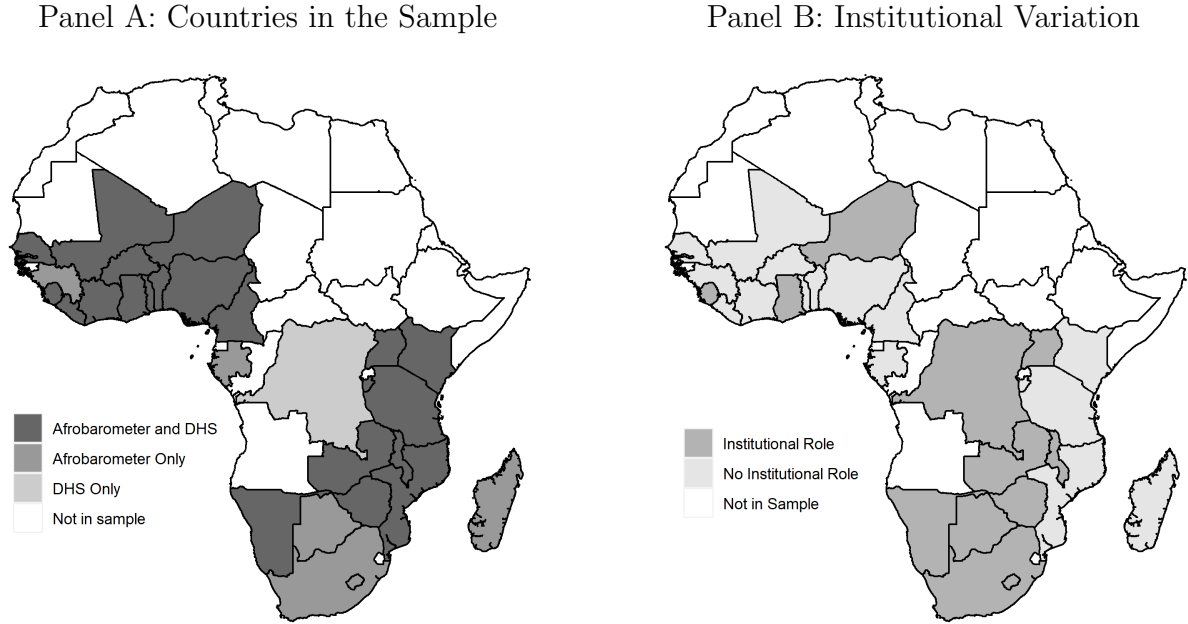 Panel A: Countries in the Sample
Panel B: Institutional Variation
Afrobarometer and DHS
Afrobarometer Only
DHS Only
Not in sample
Institutional Role
No Institutional Role
Not in Sample